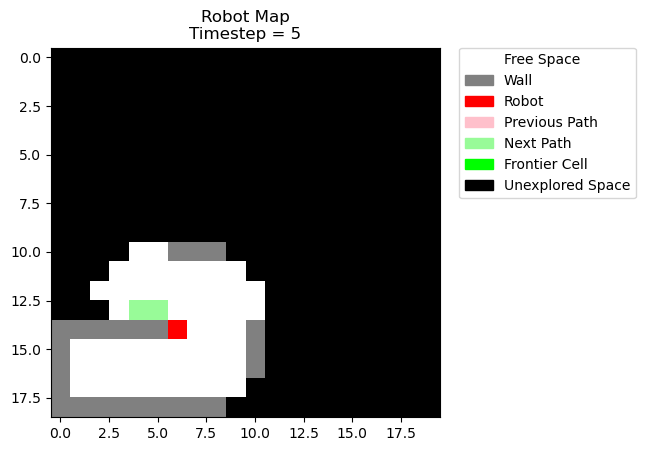 Robot Map
Timestep = 5
Free Space
Wall
Robot
Previous Path
Next Path
Frontier Cell
Unexplored Space
0.0
2.5
5.0
7.5
10.0
12.5
15.0
17.5
0.0 2.5 5.0 7.5 10.0 12.5 15.0 17.5